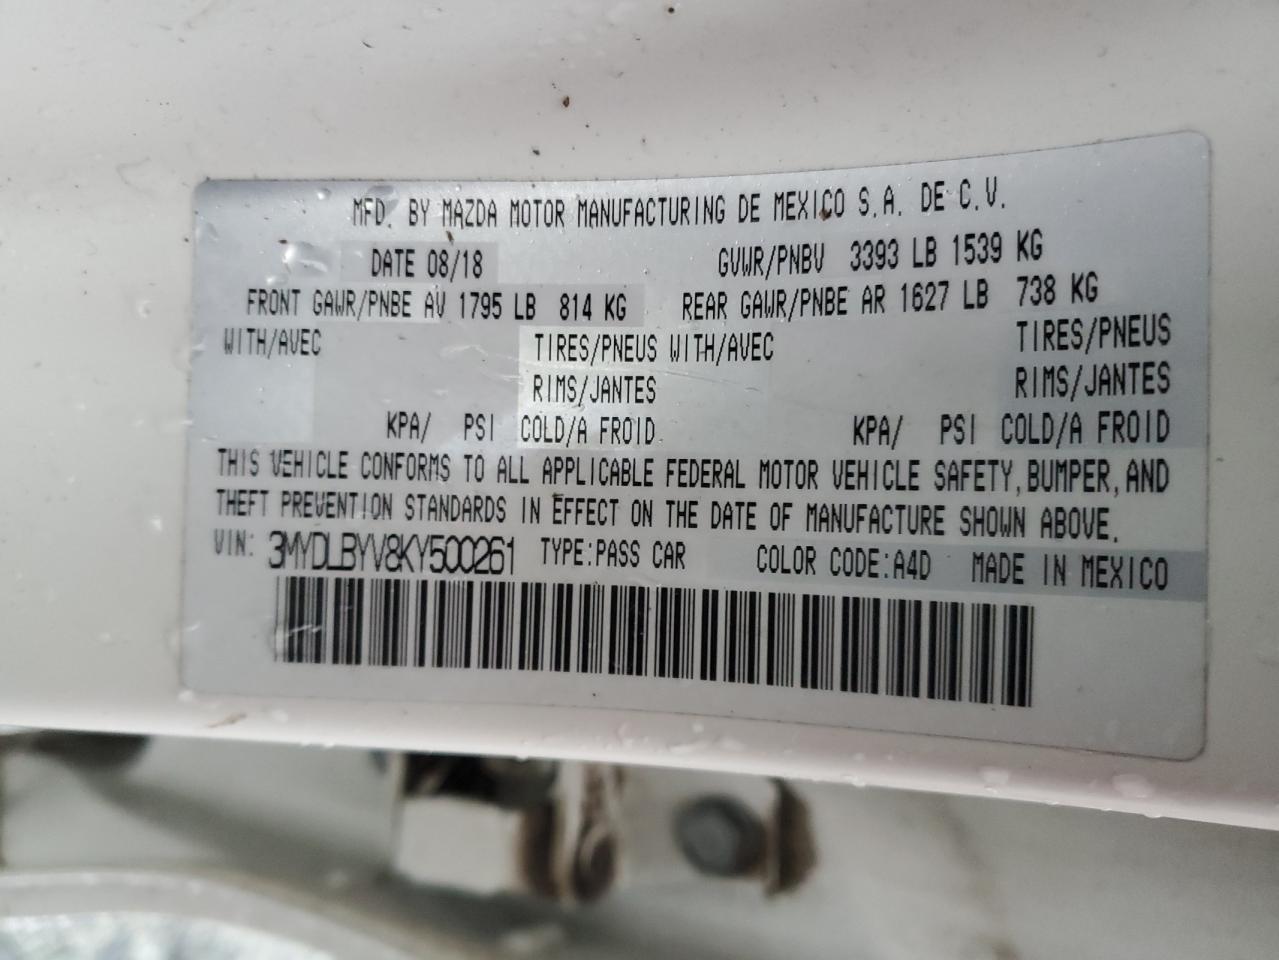 MFD. BY MAZDA MOTOR MANUFACTURING DE MEXICO S.A. DE C.V.
DATE 08/18 GVWR/PNBV 3393 LB 1539 KG
FRONT GAWR/PNBE AV 1795 LB 814 KG REAR GAWR/PNBE AR 1627 LB 738 KG
WITH/AVEC TIRES/PNEUS WITH/AVEC TIRES/PNEUS
RIMS/JANTES RIMS/JANTES
KPA/ PSI COLD/A FROID KPA/ PSI COLD/A FROID
THIS VEHICLE CONFORMS TO ALL APPLICABLE FEDERAL MOTOR VEHICLE SAFETY, BUMPER, AND
THEFT PREVENTION STANDARDS IN EFFECT ON THE DATE OF MANUFACTURE SHOWN ABOVE.
VIN: 3MYDLBYV8KY500261 TYPE:PASS CAR COLOR CODE:A4D MADE IN MEXICO